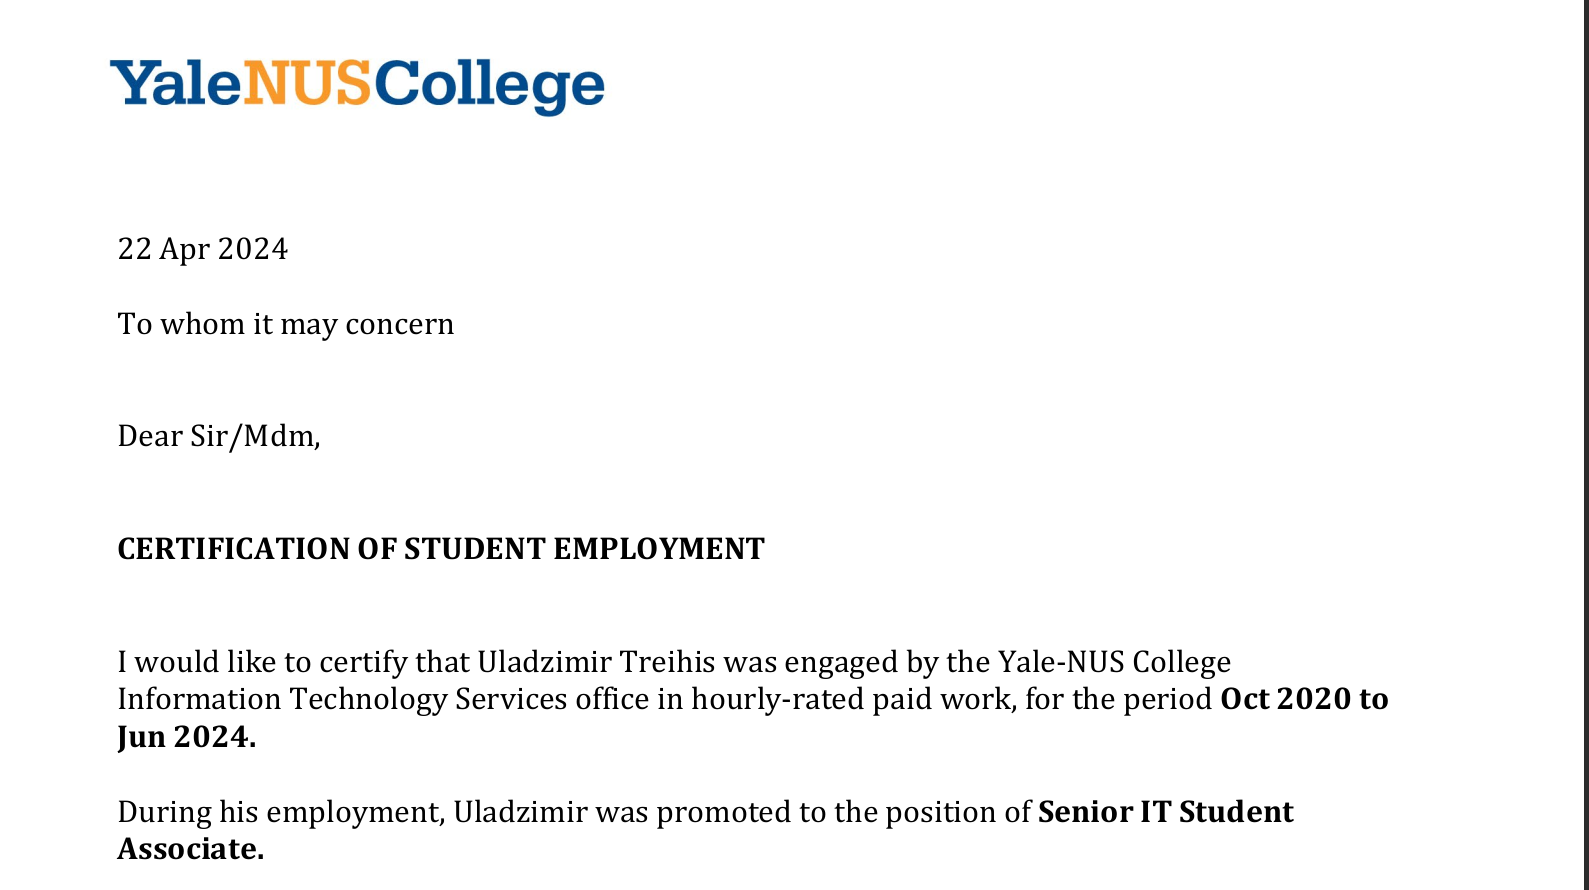 YaleNUSCollege
22 Apr 2024
To whom it may concern
Dear Sir/Mdm,
CERTIFICATION OF STUDENT EMPLOYMENT
I would like to certify that Uladzimir Treihis was engaged by the Yale-NUS College
Information Technology Services office in hourly-rated paid work, for the period Oct 2020 to
Jun 2024.
During his employment, Uladzimir was promoted to the position of Senior IT Student
Associate.